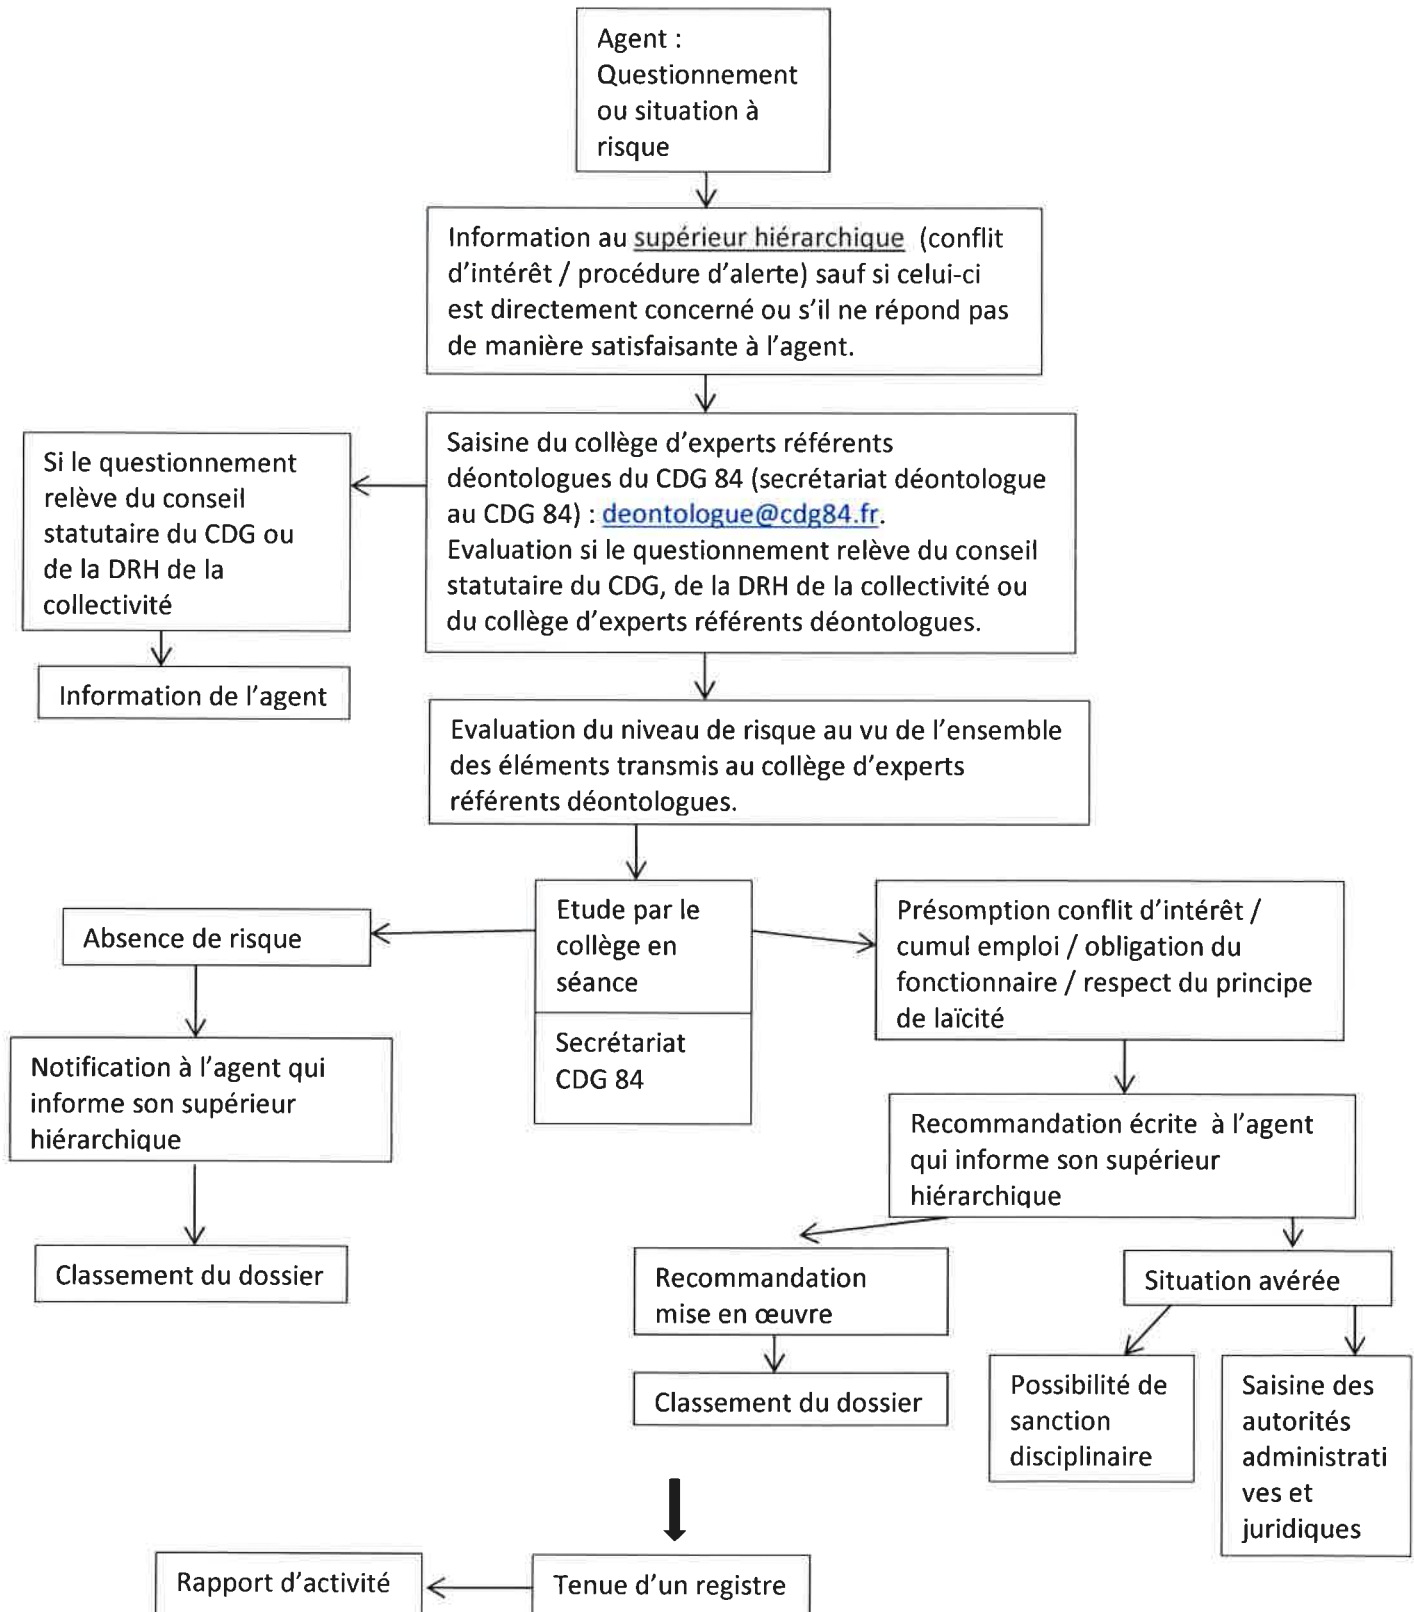 Agent :
Questionnement
ou situation à
risque
Information au supérieur hiérarchique (conflit
d'intérêt / procédure d'alerte) sauf si celui-ci
est directement concerné ou s'il ne répond pas
de manière satisfaisante à l'agent.
Saisine du collège d'experts référents
déontologues du CDG 84 (secrétariat déontologue
au CDG 84) : deontologue@cdg84.fr.
Evaluation si le questionnement relève du conseil
statutaire du CDG, de la DRH de la collectivité ou
du collège d'experts référents déontologues.
Si le questionnement
relève du conseil
statutaire du CDG ou
de la DRH de la
collectivité
Information de l'agent
Evaluation du niveau de risque au vu de l'ensemble
des éléments transmis au collège d'experts
référents déontologues.
Etude par le
collège en
séance
Secrétariat
CDG 84
Absence de risque
Notification à l'agent qui
informe son supérieur
hiérarchique
Classement du dossier
Présomption conflit d'intérêt /
cumul emploi / obligation du
fonctionnaire / respect du principe
de laïcité
Recommandation écrite à l'agent
qui informe son supérieur
hiérarchique
Recommandation
mise en œuvre
Classement du dossier
Situation avérée
Possibilité de
sanction
disciplinaire
Saisine des
autorités
administrati
ves et
juridiques
Tenue d'un registre
Rapport d'activité